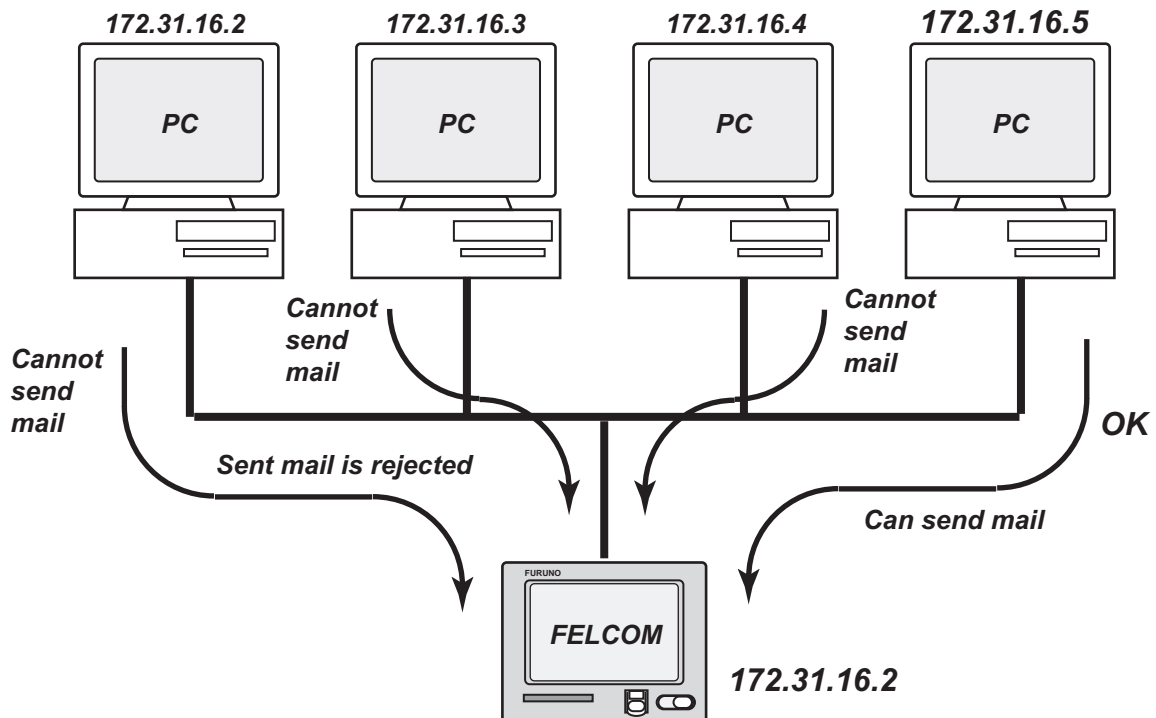 172.31.16.2
172.31.16.3
172.31.16.4
172.31.16.5
PC
PC
PC
PC
Cannot
send
mail
Cannot
send
mail
Cannot
send
mail
OK
Sent mail is rejected
Can send mail
FURUNO
FELCOM
172.31.16.2